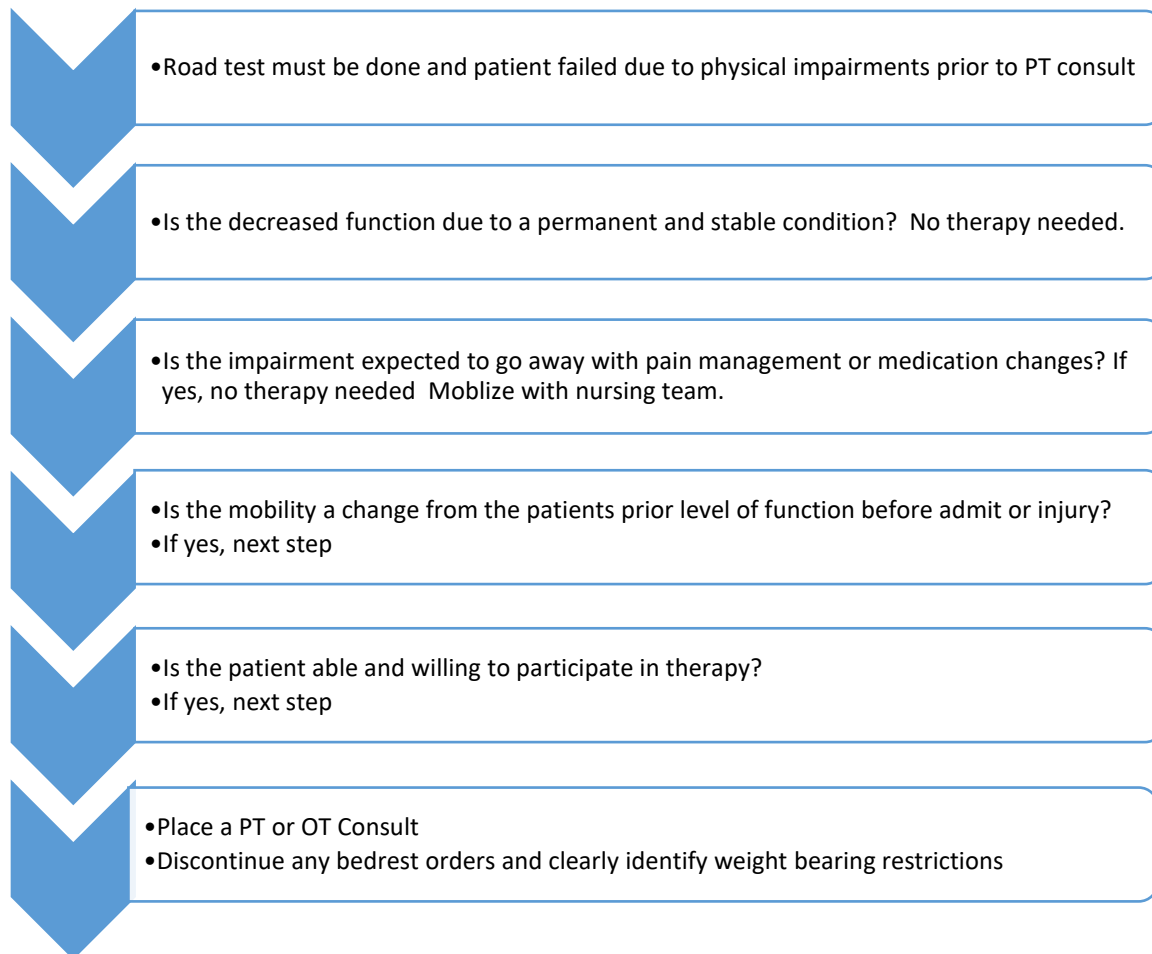 •Road test must be done and patient failed due to physical impairments prior to PT consult
•Is the decreased function due to a permanent and stable condition?  No therapy needed.
•Is the impairment expected to go away with pain management or medication changes? If
yes, no therapy needed  Moblize with nursing team.
•Is the mobility a change from the patients prior level of function before admit or injury?
•If yes, next step
•Is the patient able and willing to participate in therapy?
•If yes, next step
•Place a PT or OT Consult
•Discontinue any bedrest orders and clearly identify weight bearing restrictions